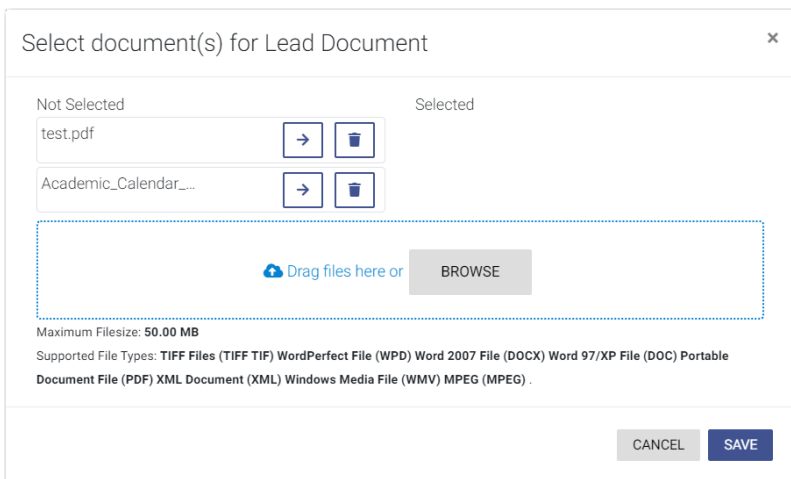 Select document(s) for Lead Document
×
Not Selected
Selected
test.pdf
Academic_Calendar_...
Drag files here or
BROWSE
Maximum Filesize: 50.00 MB
Supported File Types: TIFF Files (TIFF TIF) WordPerfect File (WPD) Word 2007 File (DOCX) Word 97/XP File (DOC) Portable
Document File (PDF) XML Document (XML) Windows Media File (WMV) MPEG (MPEG) .
CANCEL
SAVE